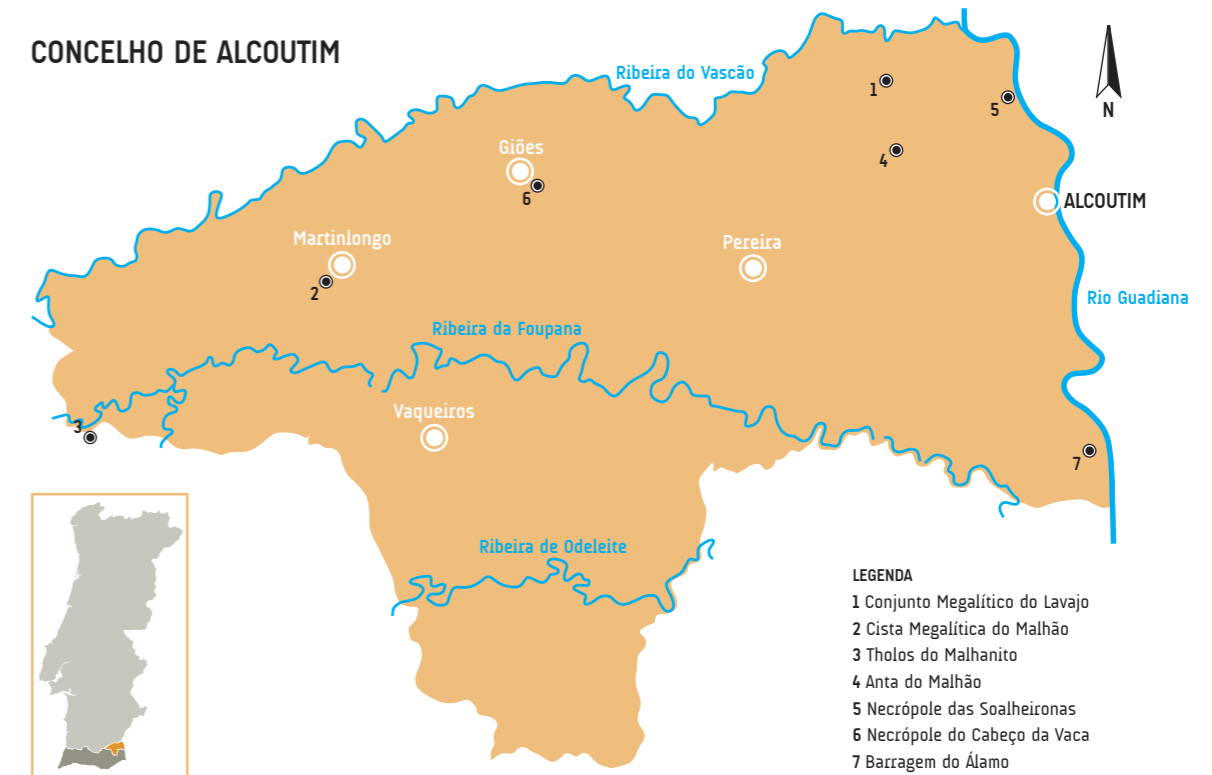 CONCELHO DE ALCOUTIM
Ribeira do Vascão
1
5
N
Giões
4
6
ALCOUTIM
Martinlongo
Pereira
2
Rio Guadiana
Ribeira da Foupana
Vaqueiros
3
7
Ribeira de Odeleite
LEGENDA
1 Conjunto Megalítico do Lavajo
2 Cista Megalítica do Malhão
3 Tholos do Malhanito
4 Anta do Malhão
5 Necrópole das Soalheironas
6 Necrópole do Cabeço da Vaca
7 Barragem do Álamo